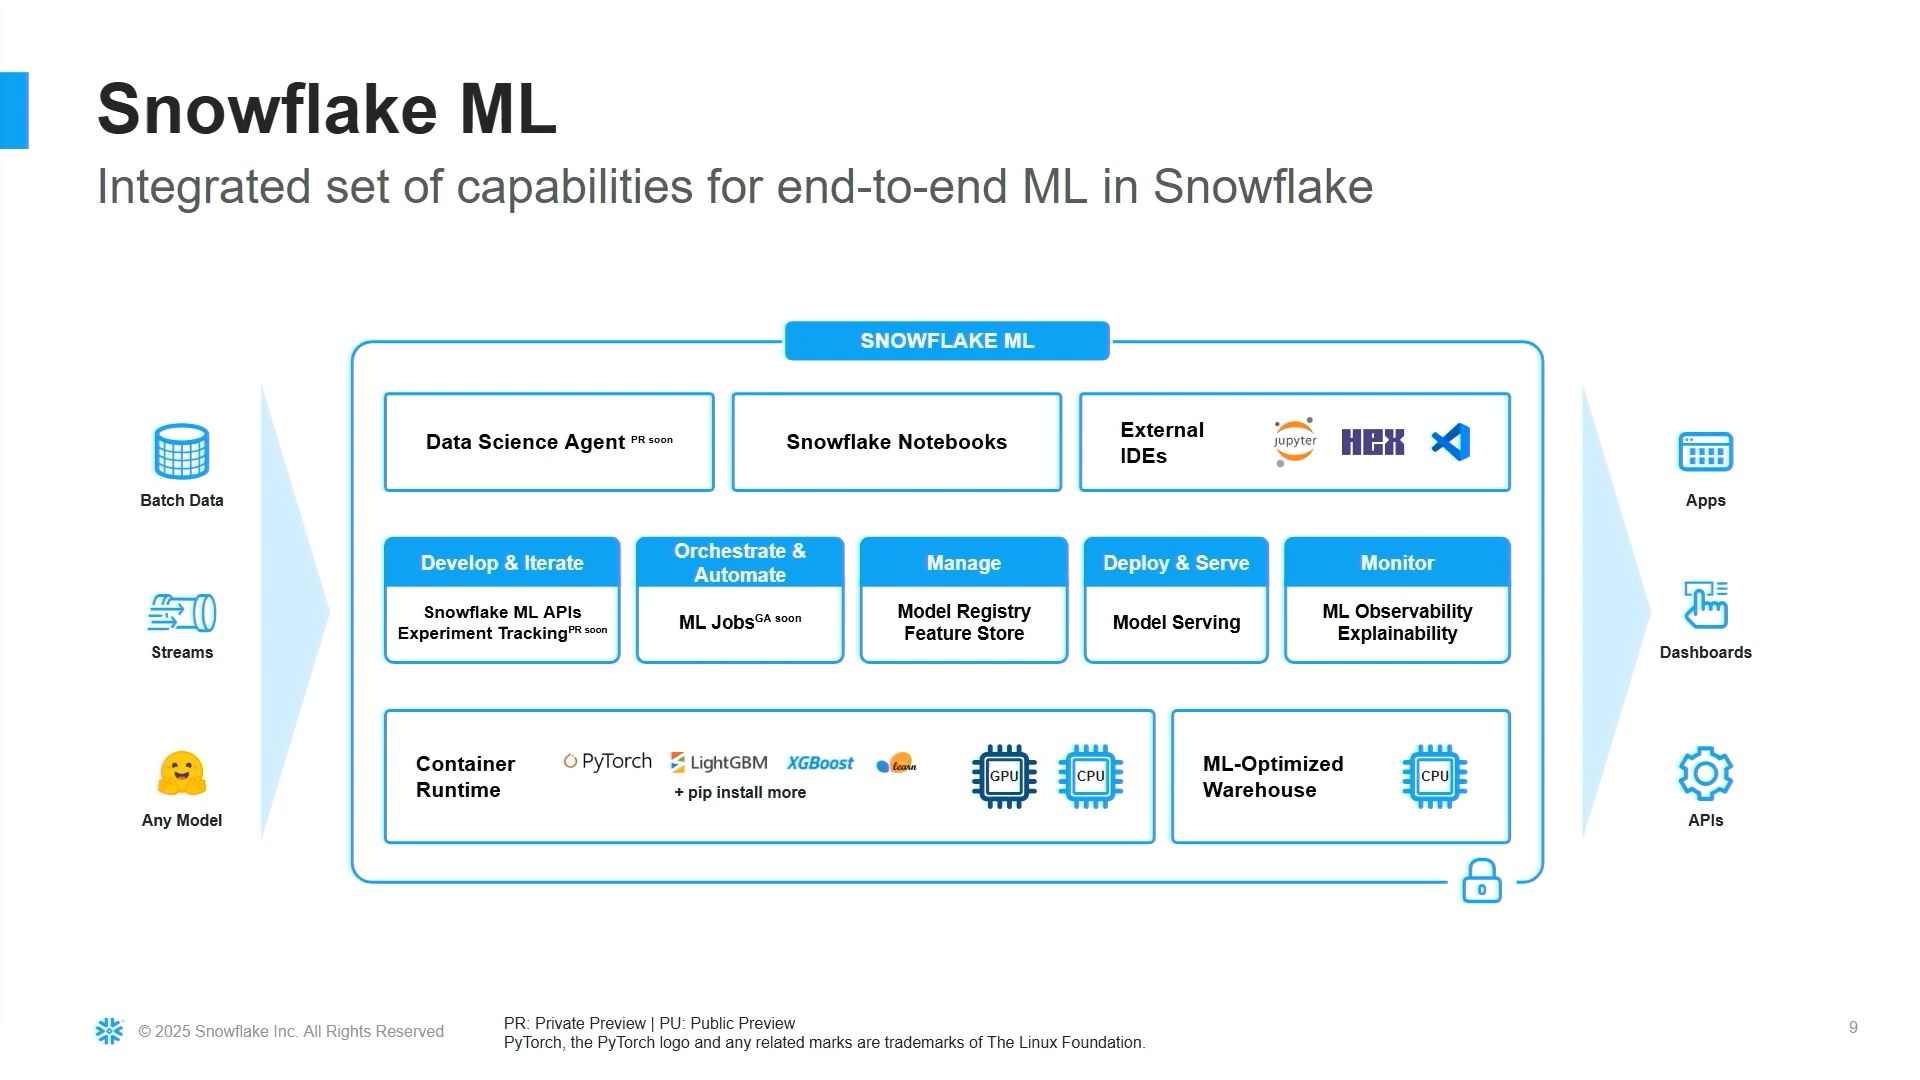 Snowflake ML
Integrated set of capabilities for end-to-end ML in Snowflake
SNOWFLAKE ML
Data Science Agent PR soon
Snowflake Notebooks
External
IDEs
jupyter
HEX
Batch Data
Streams
Any Model
Develop & Iterate
Snowflake ML APIs
Experiment Tracking PR soon
Orchestrate &
Automate
ML Jobs GA soon
Manage
Model Registry
Feature Store
Deploy & Serve
Model Serving
Monitor
ML Observability
Explainability
Container
Runtime
PyTorch
LightGBM
XGBoost
learn
+ pip install more
GPU
CPU
ML-Optimized
Warehouse
CPU
Apps
Dashboards
APIs
© 2025 Snowflake Inc. All Rights Reserved
PR: Private Preview | PU: Public Preview
PyTorch, the PyTorch logo and any related marks are trademarks of The Linux Foundation.
9